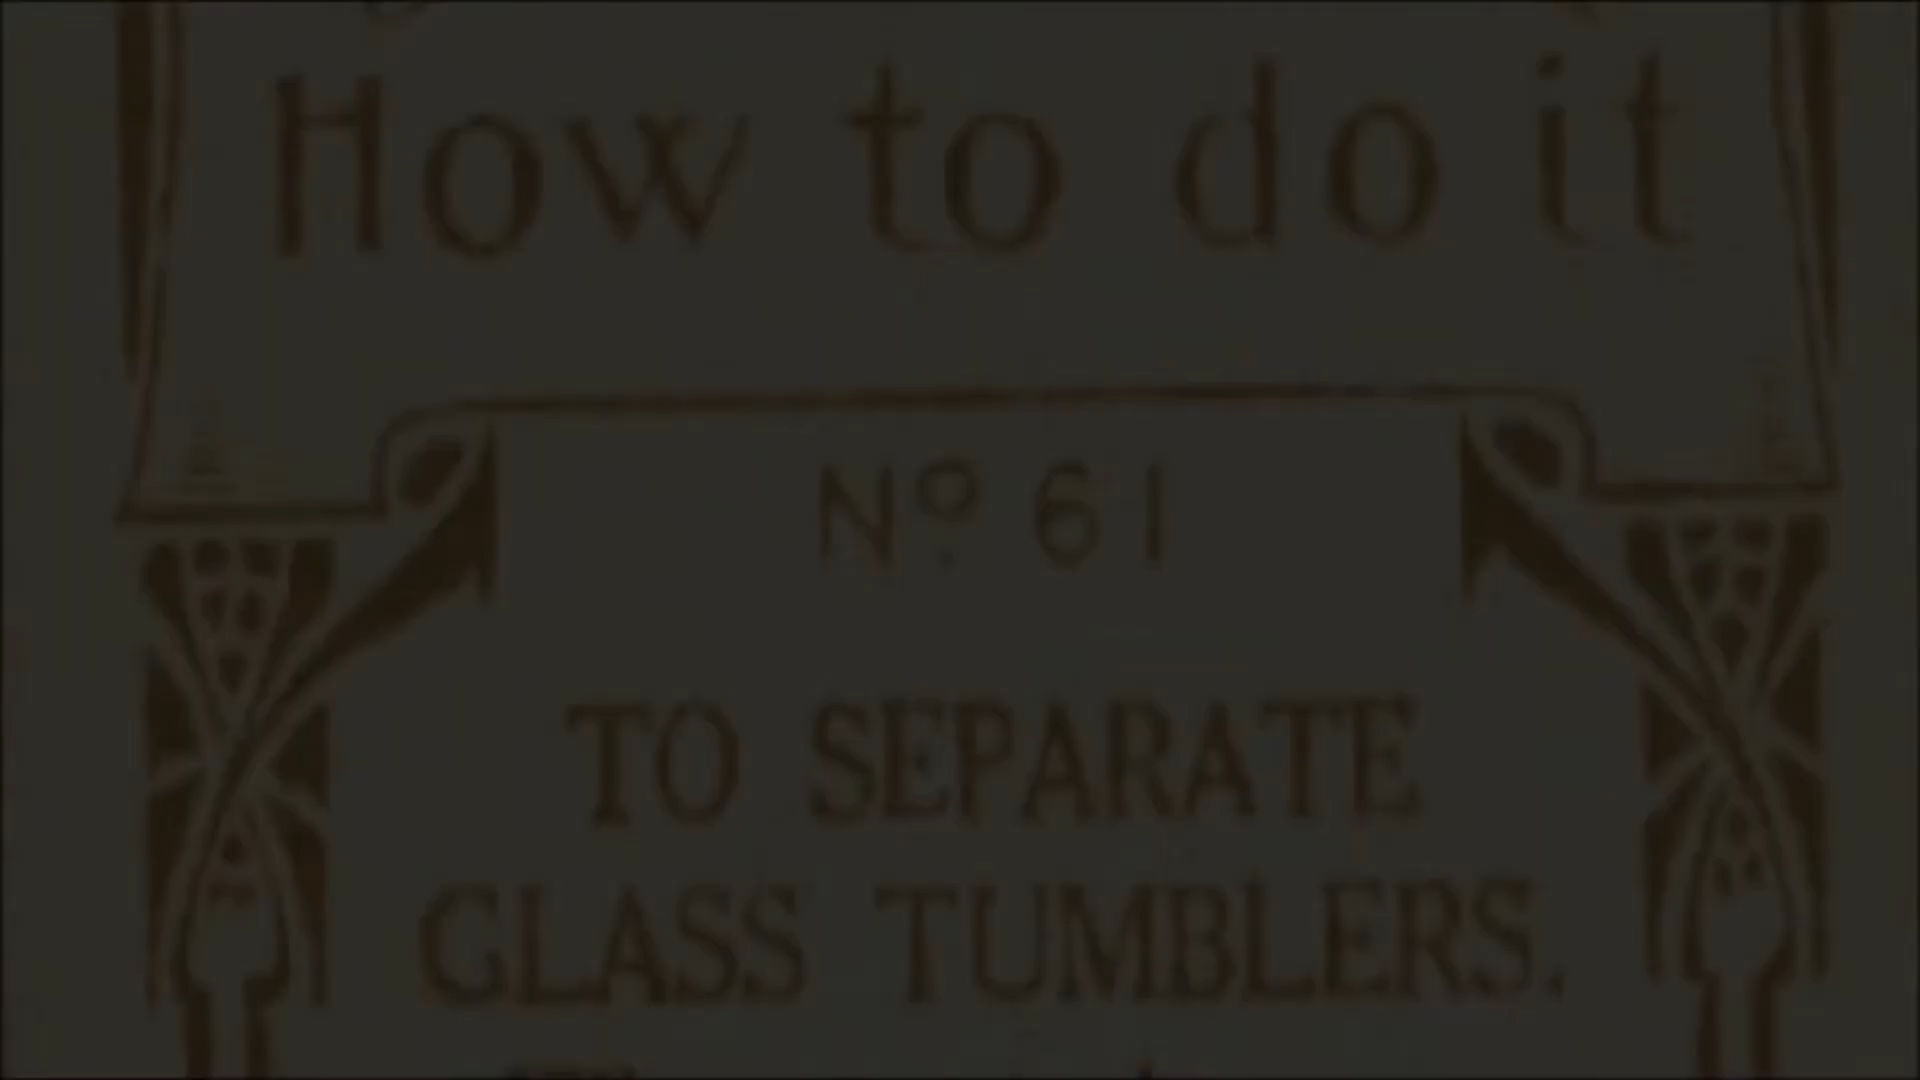 How to do it
Nº 61
TO SEPARATE
GLASS TUMBLERS.